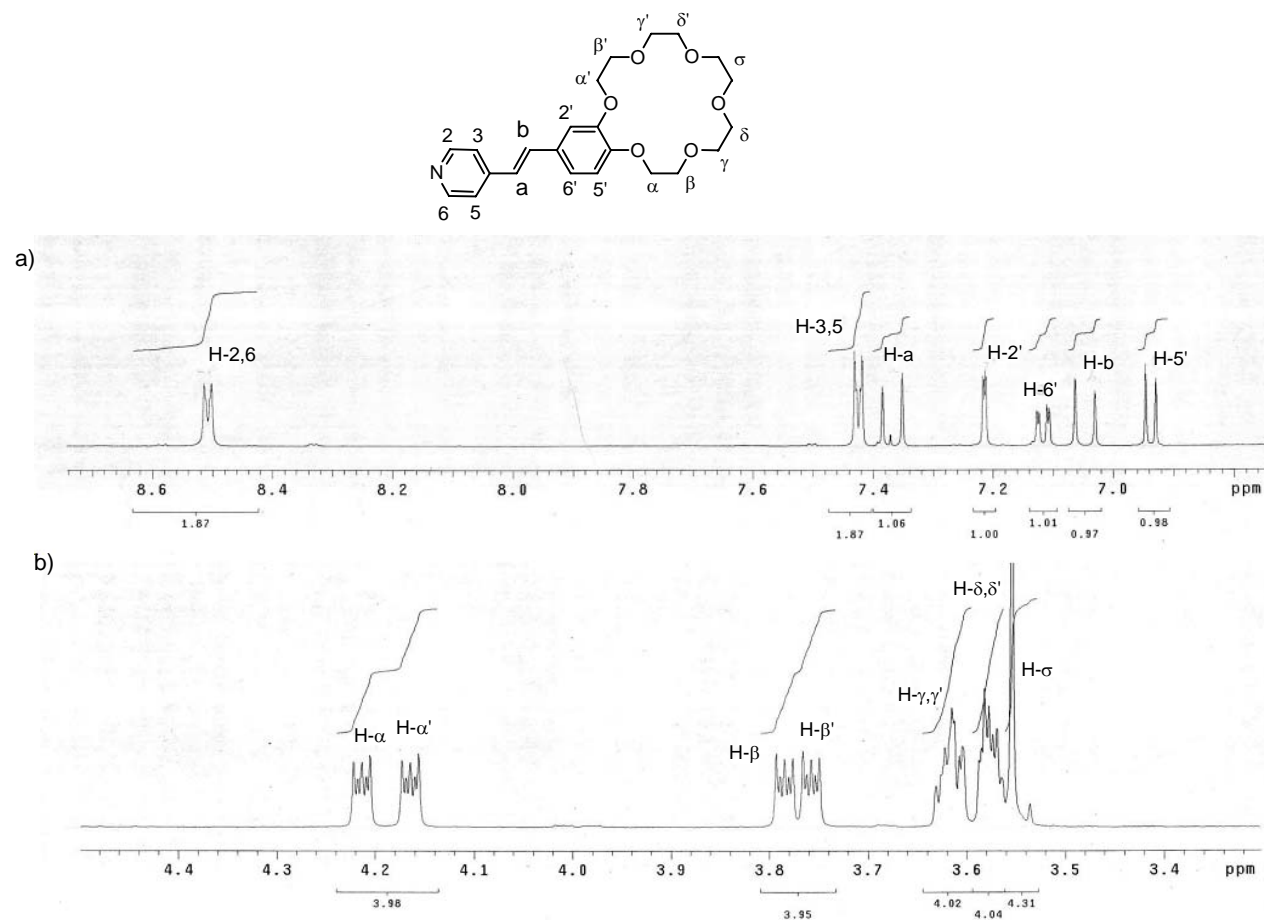 γ' δ'
β' O O σ
α'
O O
2' b
2 3 O δ
N a O γ
6 5 6' 5' α β
a)
H-2,6 H-3,5 H-a H-2' H-6' H-b H-5'
8.6 8.4 8.2 8.0 7.8 7.6 7.4 7.2 7.0 ppm
1.87 1.87 1.06 1.00 1.01 0.97 0.98
b)
H-α H-α' H-β H-β' H-γ,γ' H-δ,δ' H-σ
4.4 4.3 4.2 4.1 4.0 3.9 3.8 3.7 3.6 3.5 3.4 ppm
3.98 3.95 4.02 4.04 4.31